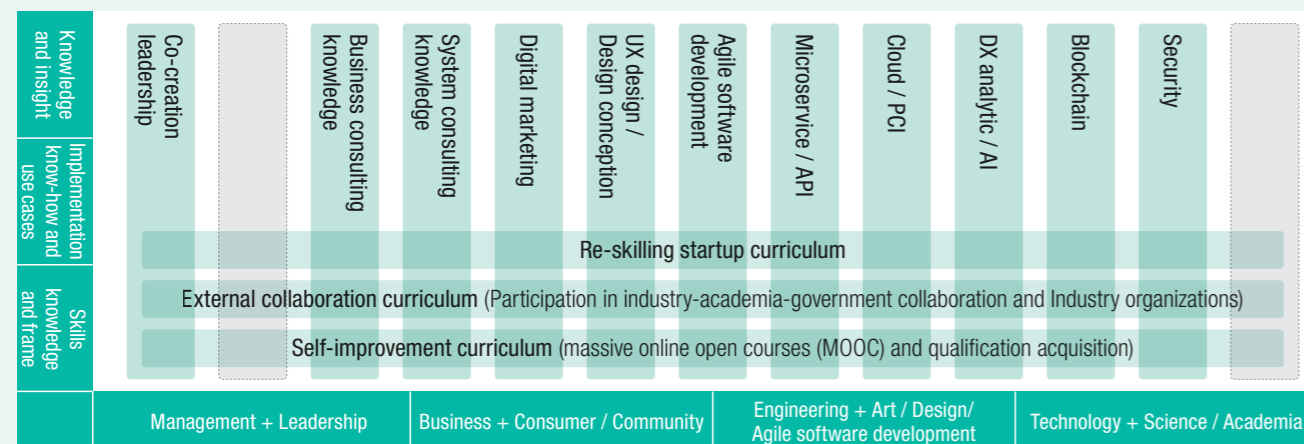 Knowledge
and insight
Implementation
know-how and
use cases
Skills
knowledge
and frame
Co-creation
leadership
Business consulting
knowledge
System consulting
knowledge
Digital marketing
UX design /
Design conception
Agile software
development
Microservice / API
Cloud / PCI
DX analytic / AI
Blockchain
Security
Re-skilling startup curriculum
External collaboration curriculum (Participation in industry-academia-government collaboration and Industry organizations)
Self-improvement curriculum (massive online open courses (MOOC) and qualification acquisition)
Management + Leadership
Business + Consumer / Community
Engineering + Art / Design/
Agile software development
Technology + Science / Academia